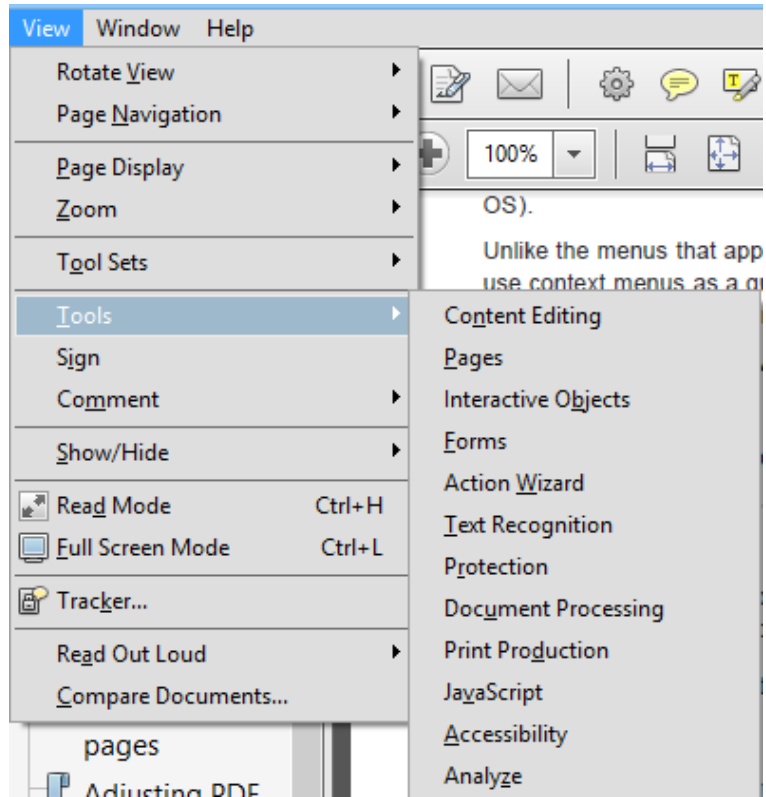 View Window Help
Rotate View
Page Navigation
Page Display
Zoom
Tool Sets
Tools
Sign
Comment
Show/Hide
Read Mode Ctrl+H
Full Screen Mode Ctrl+L
Tracker...
Read Out Loud
Compare Documents...
T
100%
OS).
Unlike the menus that app
use context menus as a
Content Editing
Pages
Interactive Objects
Forms
Action Wizard
Text Recognition
Protection
Document Processing
Print Production
JavaScript
Accessibility
Analyze
pages
Adjusting PDF